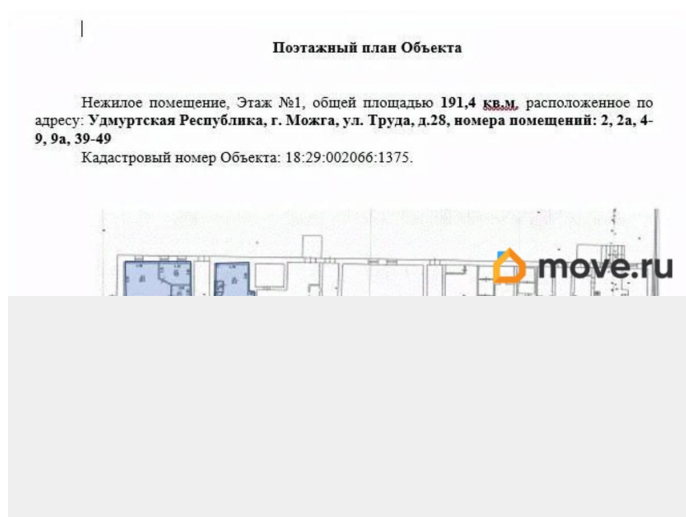 Поэтажный план Объекта
Нежилое помещение, Этаж №1, общей площадью 191,4 кв.м, расположенное по
адресу: Удмуртская Республика, г. Можга, ул. Труда, д.28, номера помещений: 2, 2а, 4-
9, 9а, 39-49
Кадастровый номер Объекта: 18:29:002066:1375.
move.ru